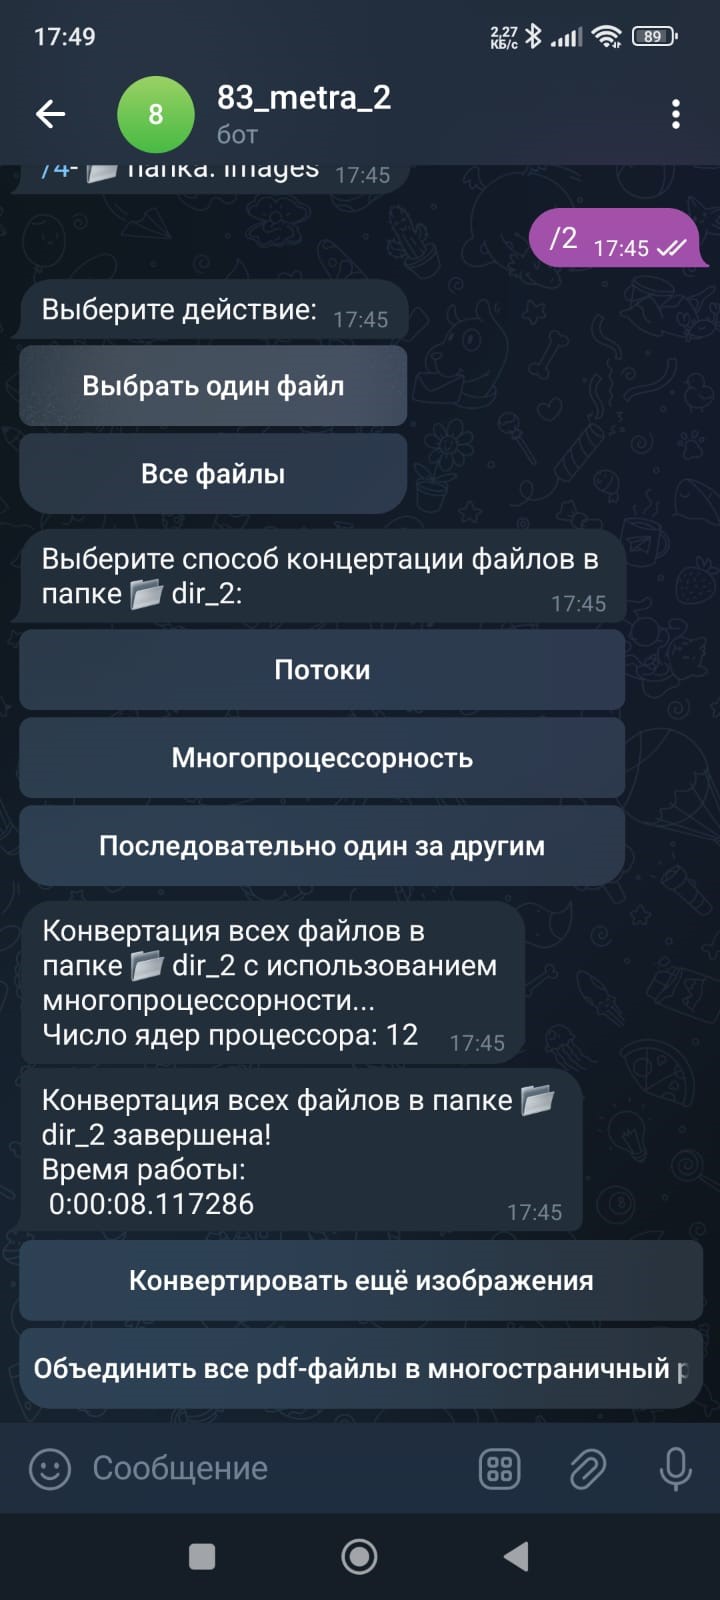 17:49
2,27 КБ/с
89
8
83_metra_2
бот
/4- папка: images 17:45
/2 17:45
Выберите действие: 17:45
Выбрать один файл
Все файлы
Выберите способ концертации файлов в
папке dir_2:
17:45
Потоки
Многопроцессорность
Последовательно один за другим
Конвертация всех файлов в
папке dir_2 с использованием
многопроцессорности...
Число ядер процессора: 12 17:45
Конвертация всех файлов в папке
dir_2 завершена!
Время работы:
0:00:08.117286 17:45
Конвертировать ещё изображения
Объединить все pdf-файлы в многостраничный p
Сообщение